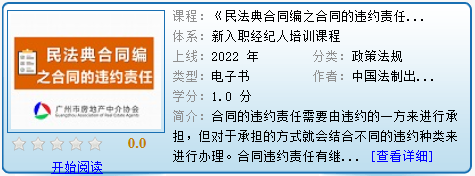 民法典合同编
之合同的违约责任
广州市房地产中介协会
Guangzhou Association of Real Estate Agents
0.0
开始阅读
课程：《民法典合同编之合同的违约责任...
体系：新入职经纪人培训课程
上线：2022 年 分类：政策法规
类型：电子书 作者：中国法制出...
学分：1.0 分
简介：合同的违约责任需要由违约的一方来进行承
担，但对于承担的方式就会结合不同的违约种类来
进行办理。合同违约责任有继... [查看详细]